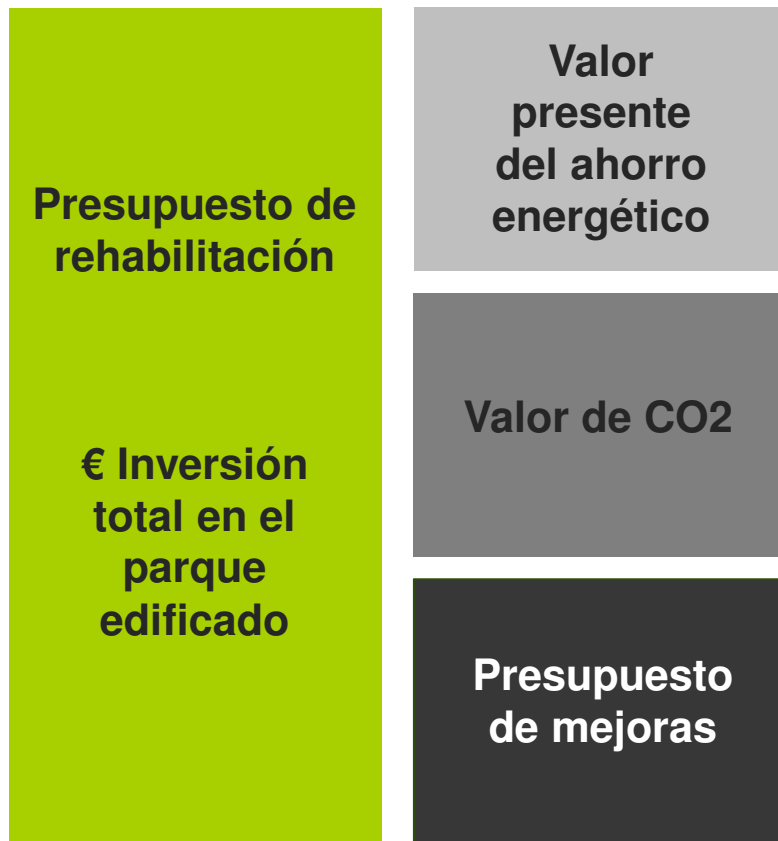 Presupuesto de
rehabilitación
€ Inversión
total en el
parque
edificado
Valor
presente
del ahorro
energético
Valor de CO2
Presupuesto
de mejoras